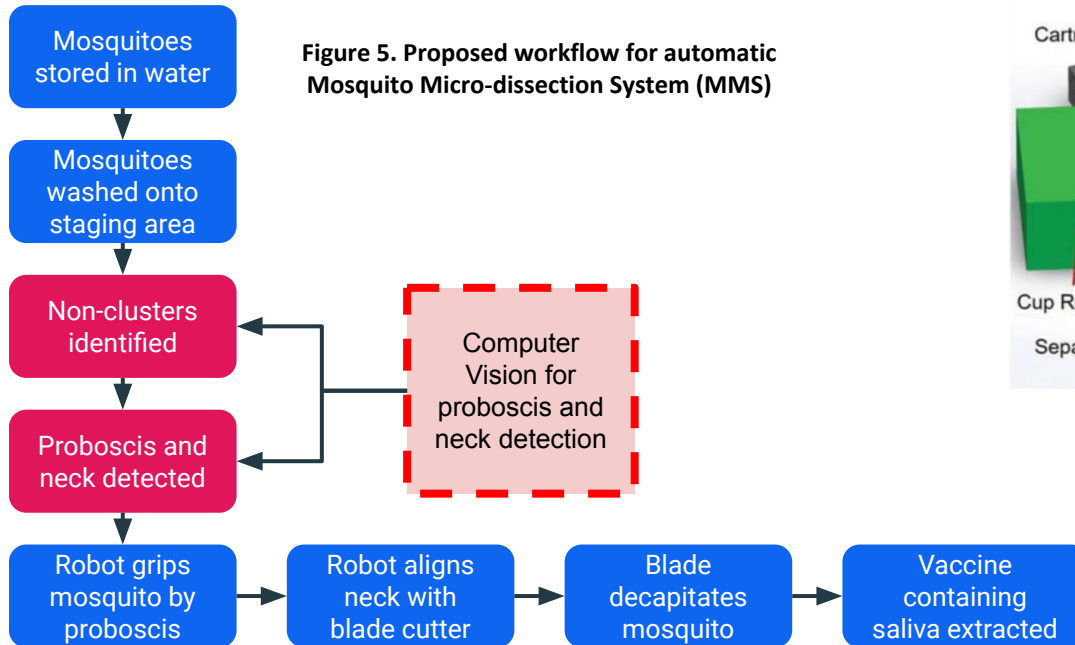 Mosquitoes
stored in water
Figure 5. Proposed workflow for automatic
Mosquito Micro-dissection System (MMS)
Mosquitoes
washed onto
staging area
Non-clusters
identified
Proboscis and
neck detected
Computer
Vision for
proboscis and
neck detection
Robot grips
mosquito by
proboscis
Robot aligns
neck with
blade cutter
Blade
decapitates
mosquito
Vaccine
containing
saliva extracted
Cup